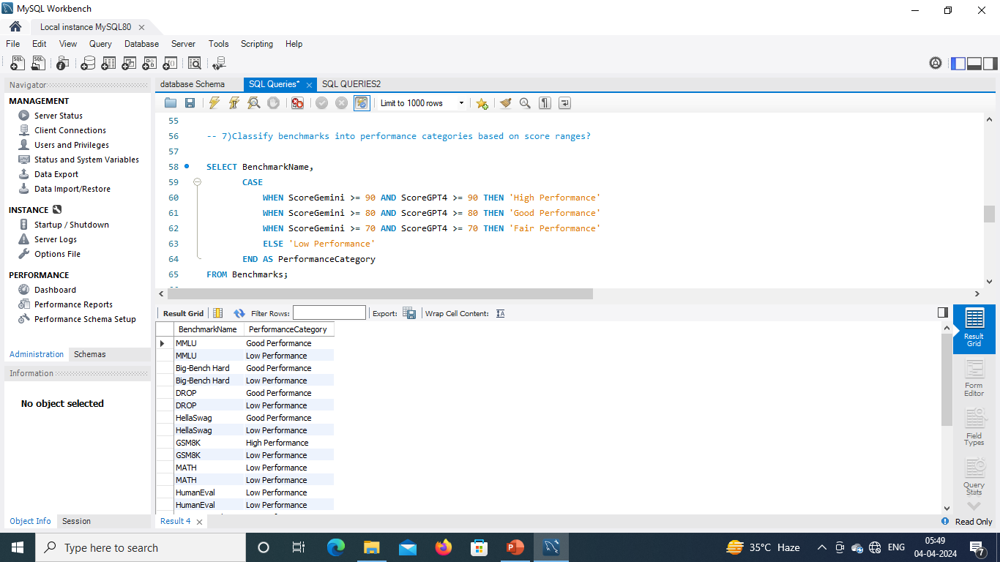 MySQL Workbench
Local instance MySQL80
File Edit View Query Database Server Tools Scripting Help
Navigator
MANAGEMENT
Server Status
Client Connections
Users and Privileges
Status and System Variables
Data Export
Data Import/Restore
INSTANCE
Startup / Shutdown
Server Logs
Options File
PERFORMANCE
Dashboard
Performance Reports
Performance Schema Setup
Administration Schemas
Information
No object selected
Object Info Session
database Schema SQL Queries* SQL QUERIES2
Limit to 1000 rows
55
56 -- 7)Classify benchmarks into performance categories based on score ranges?
57
58 SELECT BenchmarkName,
59 CASE
60 WHEN ScoreGemini >= 90 AND ScoreGPT4 >= 90 THEN 'High Performance'
61 WHEN ScoreGemini >= 80 AND ScoreGPT4 >= 80 THEN 'Good Performance'
62 WHEN ScoreGemini >= 70 AND ScoreGPT4 >= 70 THEN 'Fair Performance'
63 ELSE 'Low Performance'
64 END AS PerformanceCategory
65 FROM Benchmarks;
Result Grid Filter Rows: Export: Wrap Cell Content:
BenchmarkName PerformanceCategory
MMLU Good Performance
MMLU Low Performance
Big-Bench Hard Good Performance
Big-Bench Hard Low Performance
DROP Good Performance
DROP Low Performance
HellaSwag Good Performance
HellaSwag Low Performance
GSM8K High Performance
GSM8K Low Performance
MATH Low Performance
MATH Low Performance
HumanEval Low Performance
HumanEval Low Performance
Result 4
Result
Grid
Form
Editor
Field
Types
Query
Stats
Read Only
Type here to search
35°C Haze
ENG
05:49
04-04-2024
7